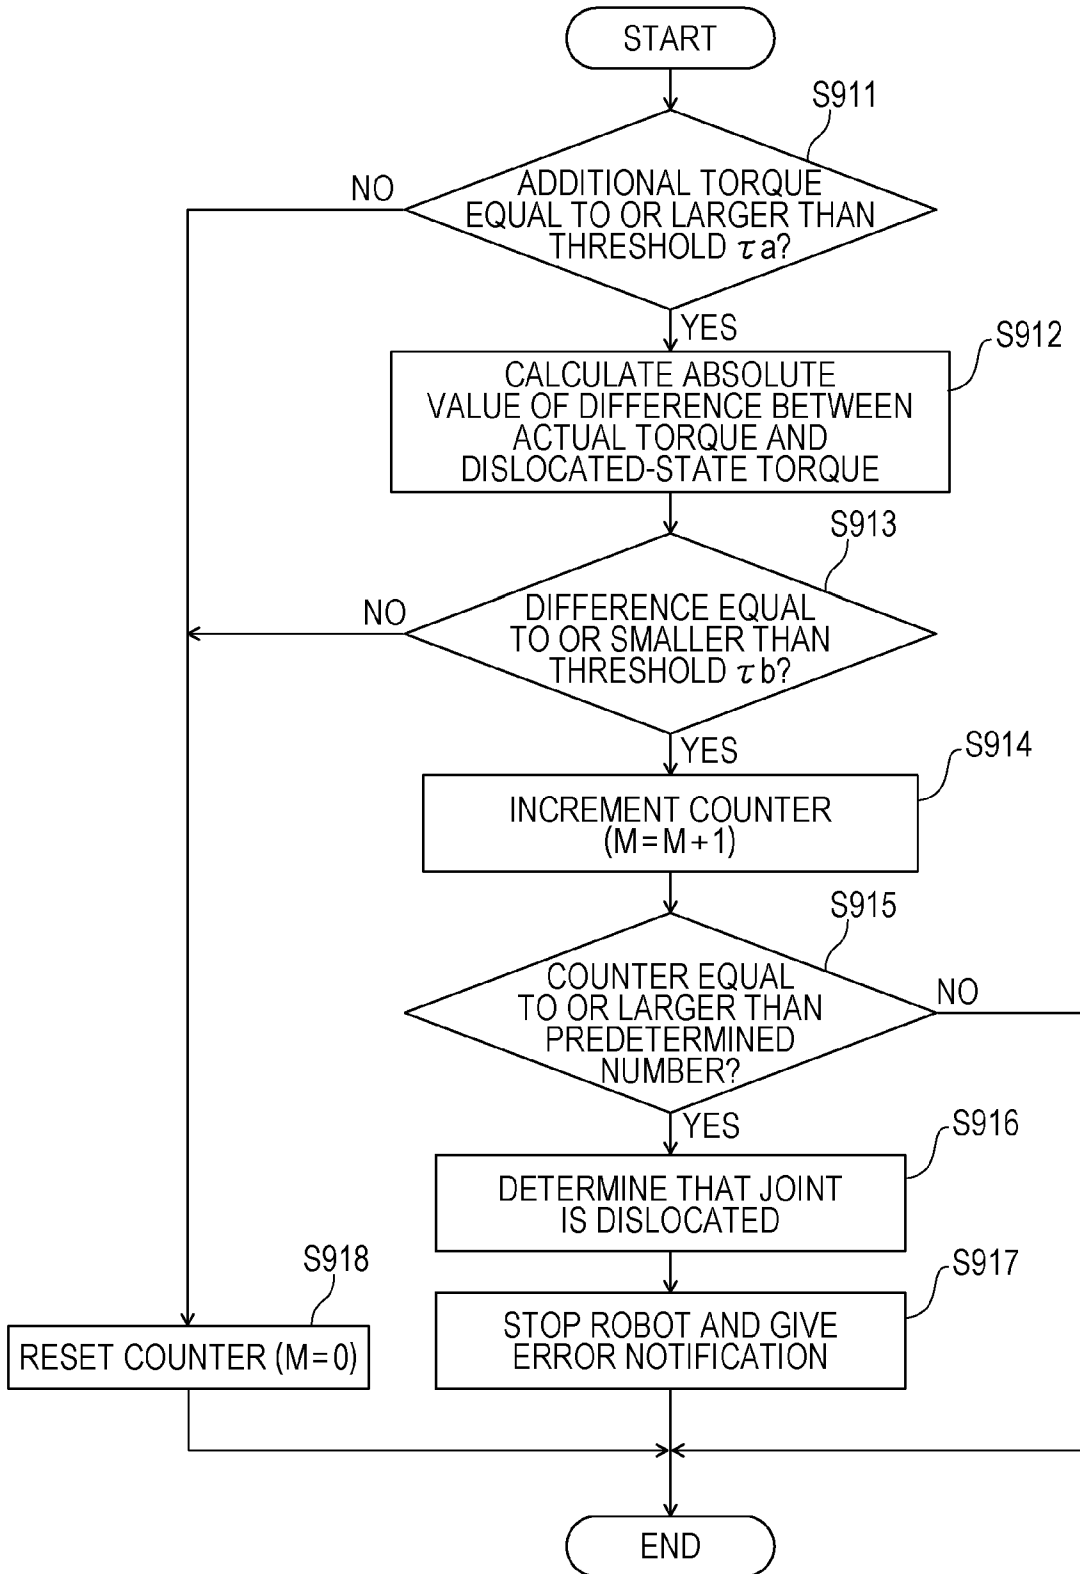 START
S911
NO
ADDITIONAL TORQUE
EQUAL TO OR LARGER THAN
THRESHOLD τa?
YES
S912
CALCULATE ABSOLUTE
VALUE OF DIFFERENCE BETWEEN
ACTUAL TORQUE AND
DISLOCATED-STATE TORQUE
S913
NO
DIFFERENCE EQUAL
TO OR SMALLER THAN
THRESHOLD τb?
YES
S914
INCREMENT COUNTER
(M=M+1)
S915
COUNTER EQUAL
TO OR LARGER THAN
PREDETERMINED
NUMBER?
NO
YES
S916
DETERMINE THAT JOINT
IS DISLOCATED
S918
S917
RESET COUNTER (M=0)
STOP ROBOT AND GIVE
ERROR NOTIFICATION
END